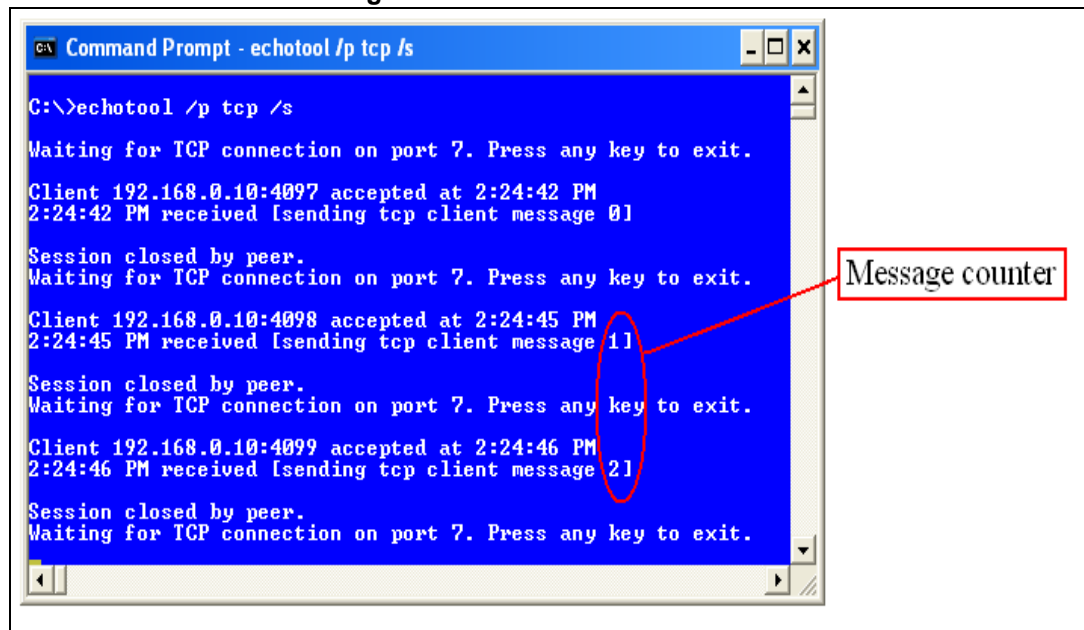 Command Prompt - echotool /p tcp /s
C:\>echotool /p tcp /s
Waiting for TCP connection on port 7. Press any key to exit.
Client 192.168.0.10:4097 accepted at 2:24:42 PM
2:24:42 PM received [sending tcp client message 0]
Session closed by peer.
Waiting for TCP connection on port 7. Press any key to exit.
Client 192.168.0.10:4098 accepted at 2:24:45 PM
2:24:45 PM received [sending tcp client message 1]
Session closed by peer.
Waiting for TCP connection on port 7. Press any key to exit.
Client 192.168.0.10:4099 accepted at 2:24:46 PM
2:24:46 PM received [sending tcp client message 2]
Session closed by peer.
Waiting for TCP connection on port 7. Press any key to exit.
Message counter